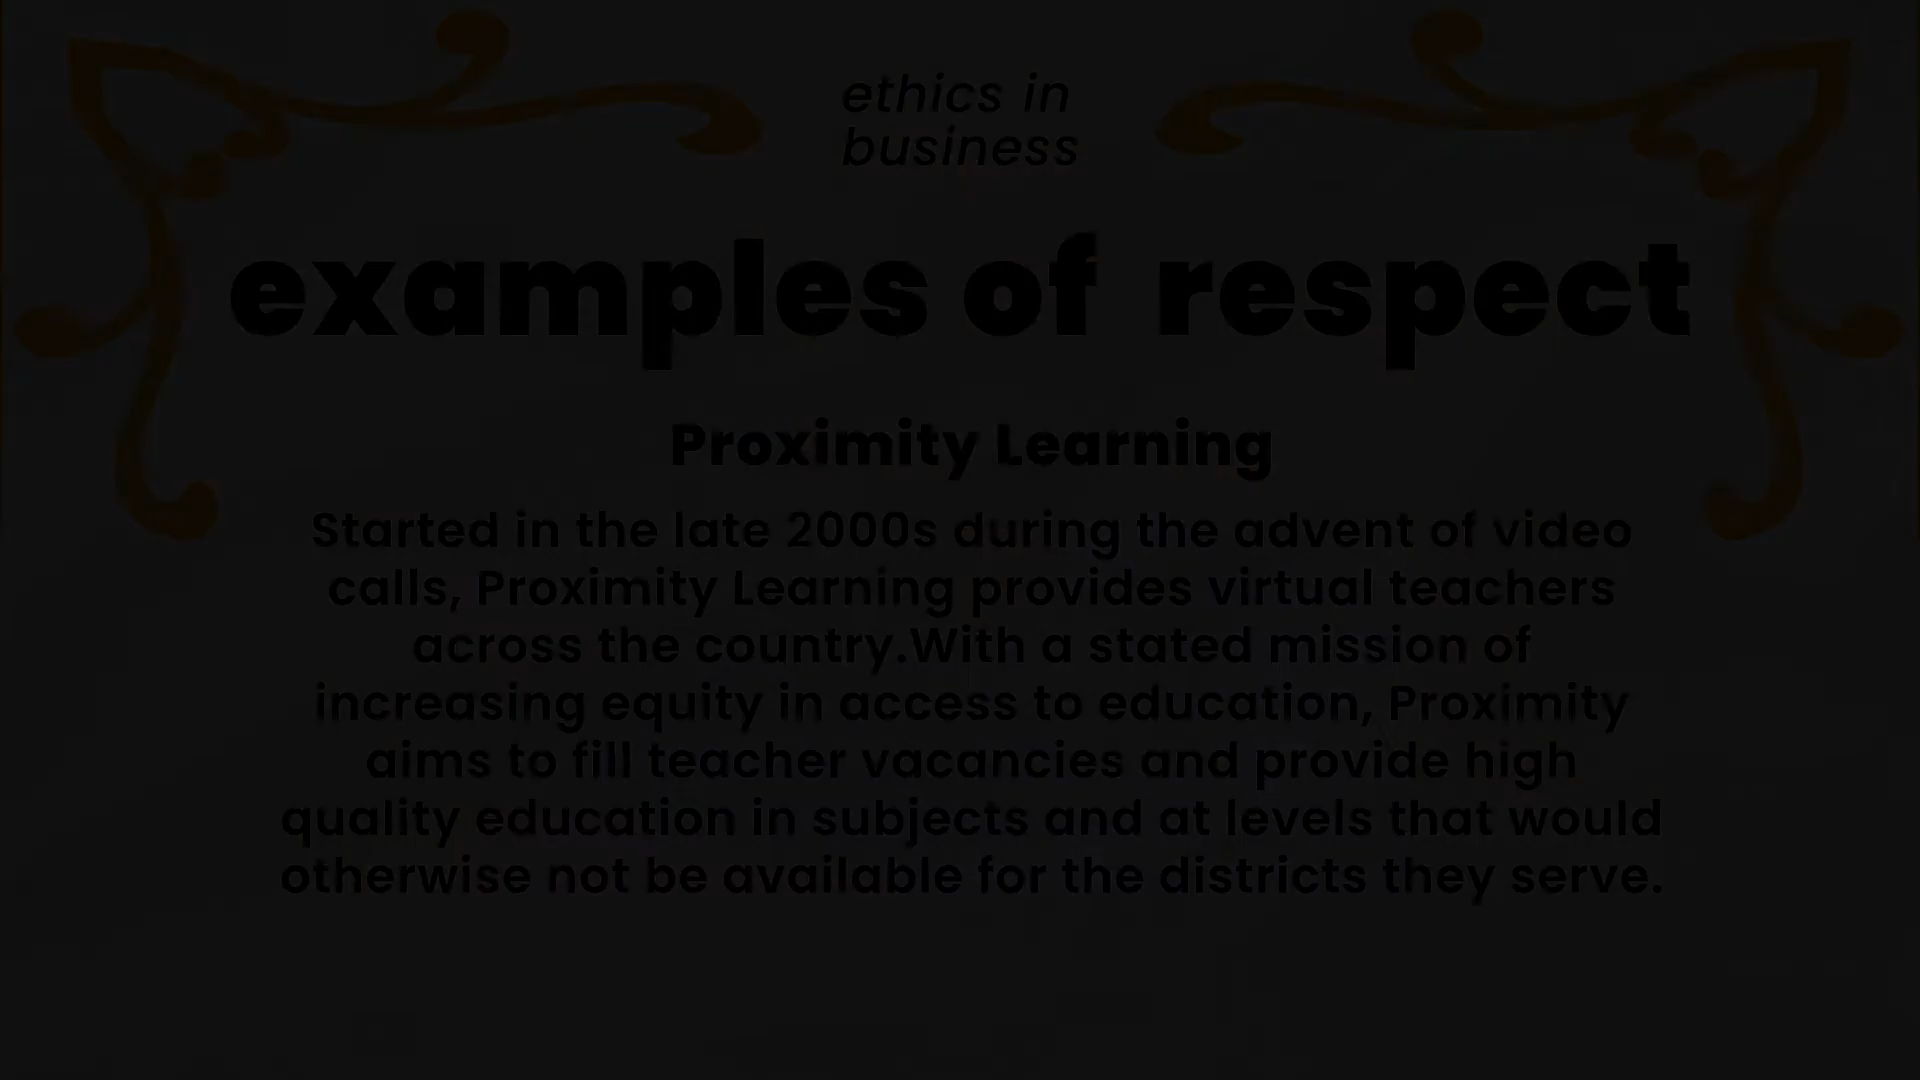 ethics in
business
examples of respect
Proximity Learning
Started in the late 2000s during the advent of video
calls, Proximity Learning provides virtual teachers
across the country.With a stated mission of
increasing equity in access to education, Proximity
aims to fill teacher vacancies and provide high
quality education in subjects and at levels that would
otherwise not be available for the districts they serve.